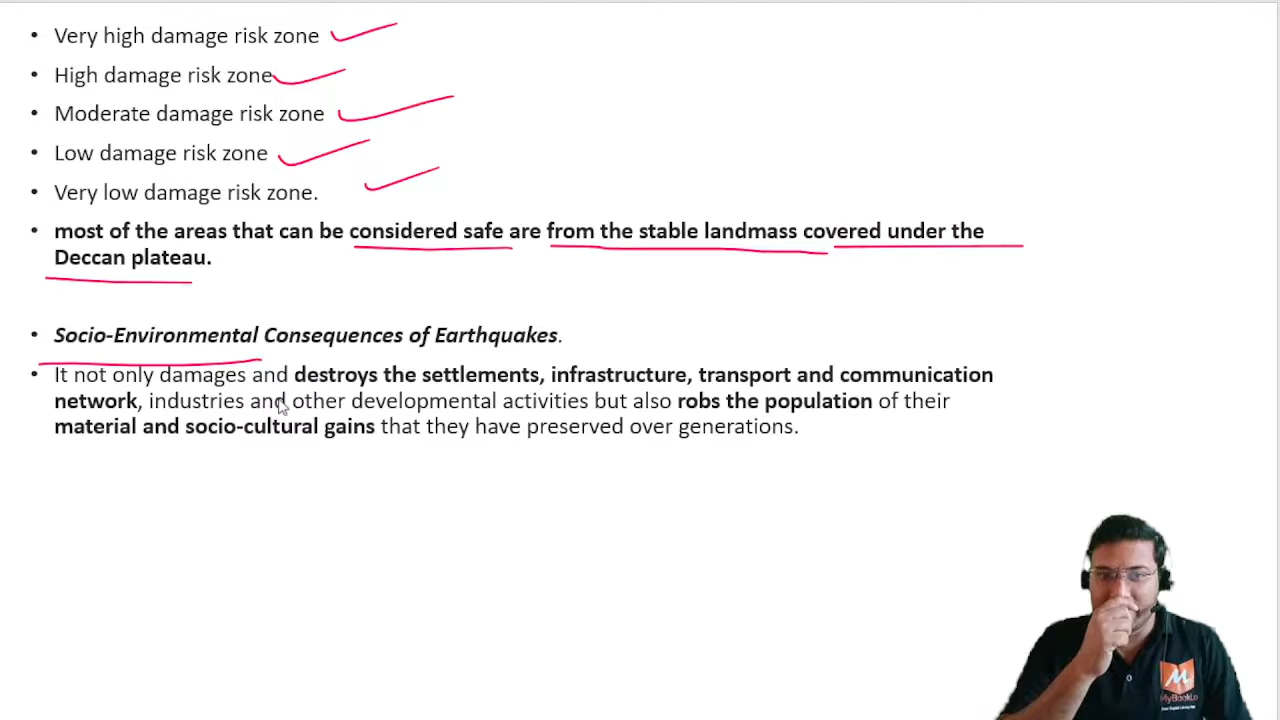 • Very high damage risk zone
• High damage risk zone
• Moderate damage risk zone
• Low damage risk zone
• Very low damage risk zone.
• most of the areas that can be considered safe are from the stable landmass covered under the
Deccan plateau.
• Socio-Environmental Consequences of Earthquakes.
• It not only damages and destroys the settlements, infrastructure, transport and communication
network, industries and other developmental activities but also robs the population of their
material and socio-cultural gains that they have preserved over generations.